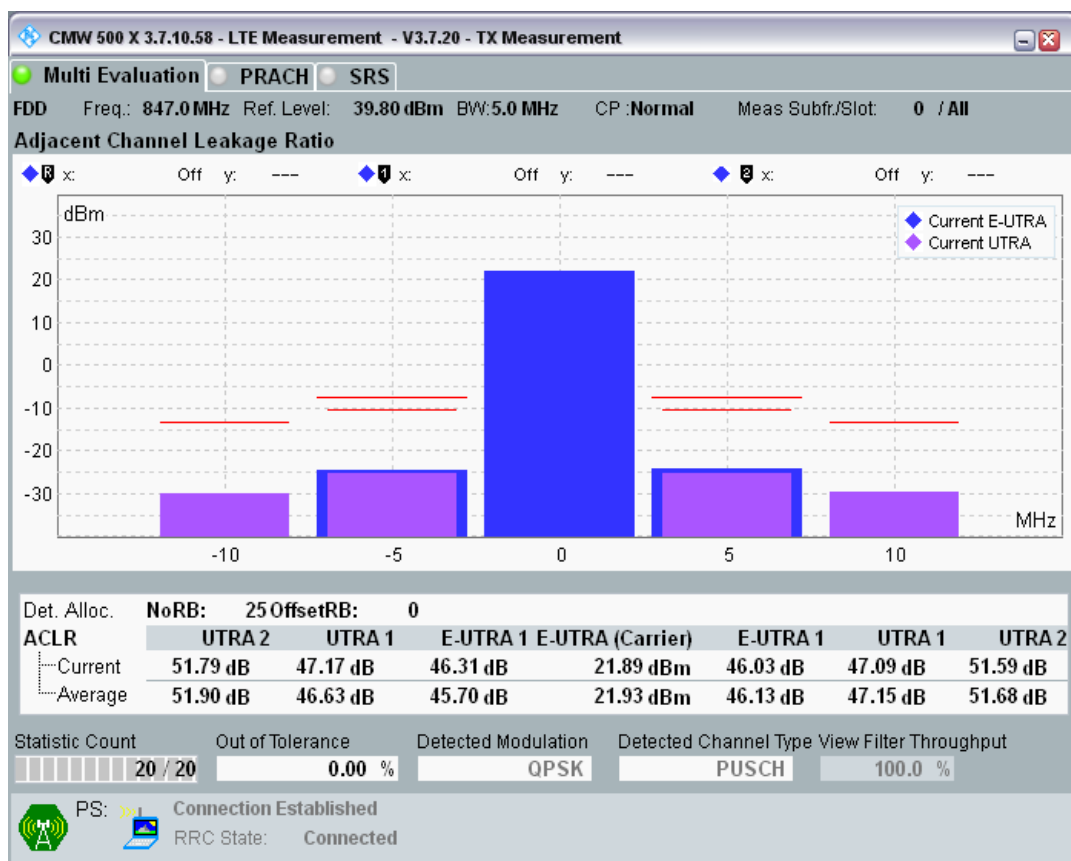 CMW 500 X 3.7.10.58 - LTE Measurement - V3.7.20 - TX Measurement
Multi Evaluation PRACH SRS
FDD Freq.: 847.0 MHz Ref. Level: 39.80 dBm BW:5.0 MHz CP :Normal Meas Subfr./Slot: 0 / All
Adjacent Channel Leakage Ratio
R x: Off y: --- 1 x: Off y: --- 2 x: Off y: ---
dBm
Current E-UTRA
Current UTRA
30
20
10
0
-10
-20
-30
MHz
-10 -5 0 5 10
Det. Alloc. NoRB: 25 OffsetRB: 0
ACLR UTRA 2 UTRA 1 E-UTRA 1 E-UTRA (Carrier) E-UTRA 1 UTRA 1 UTRA 2
Current 51.79 dB 47.17 dB 46.31 dB 21.89 dBm 46.03 dB 47.09 dB 51.59 dB
Average 51.90 dB 46.63 dB 45.70 dB 21.93 dBm 46.13 dB 47.15 dB 51.68 dB
Statistic Count Out of Tolerance Detected Modulation Detected Channel Type View Filter Throughput
20 / 20 0.00 % QPSK PUSCH 100.0 %
PS: Connection Established
RRC State: Connected